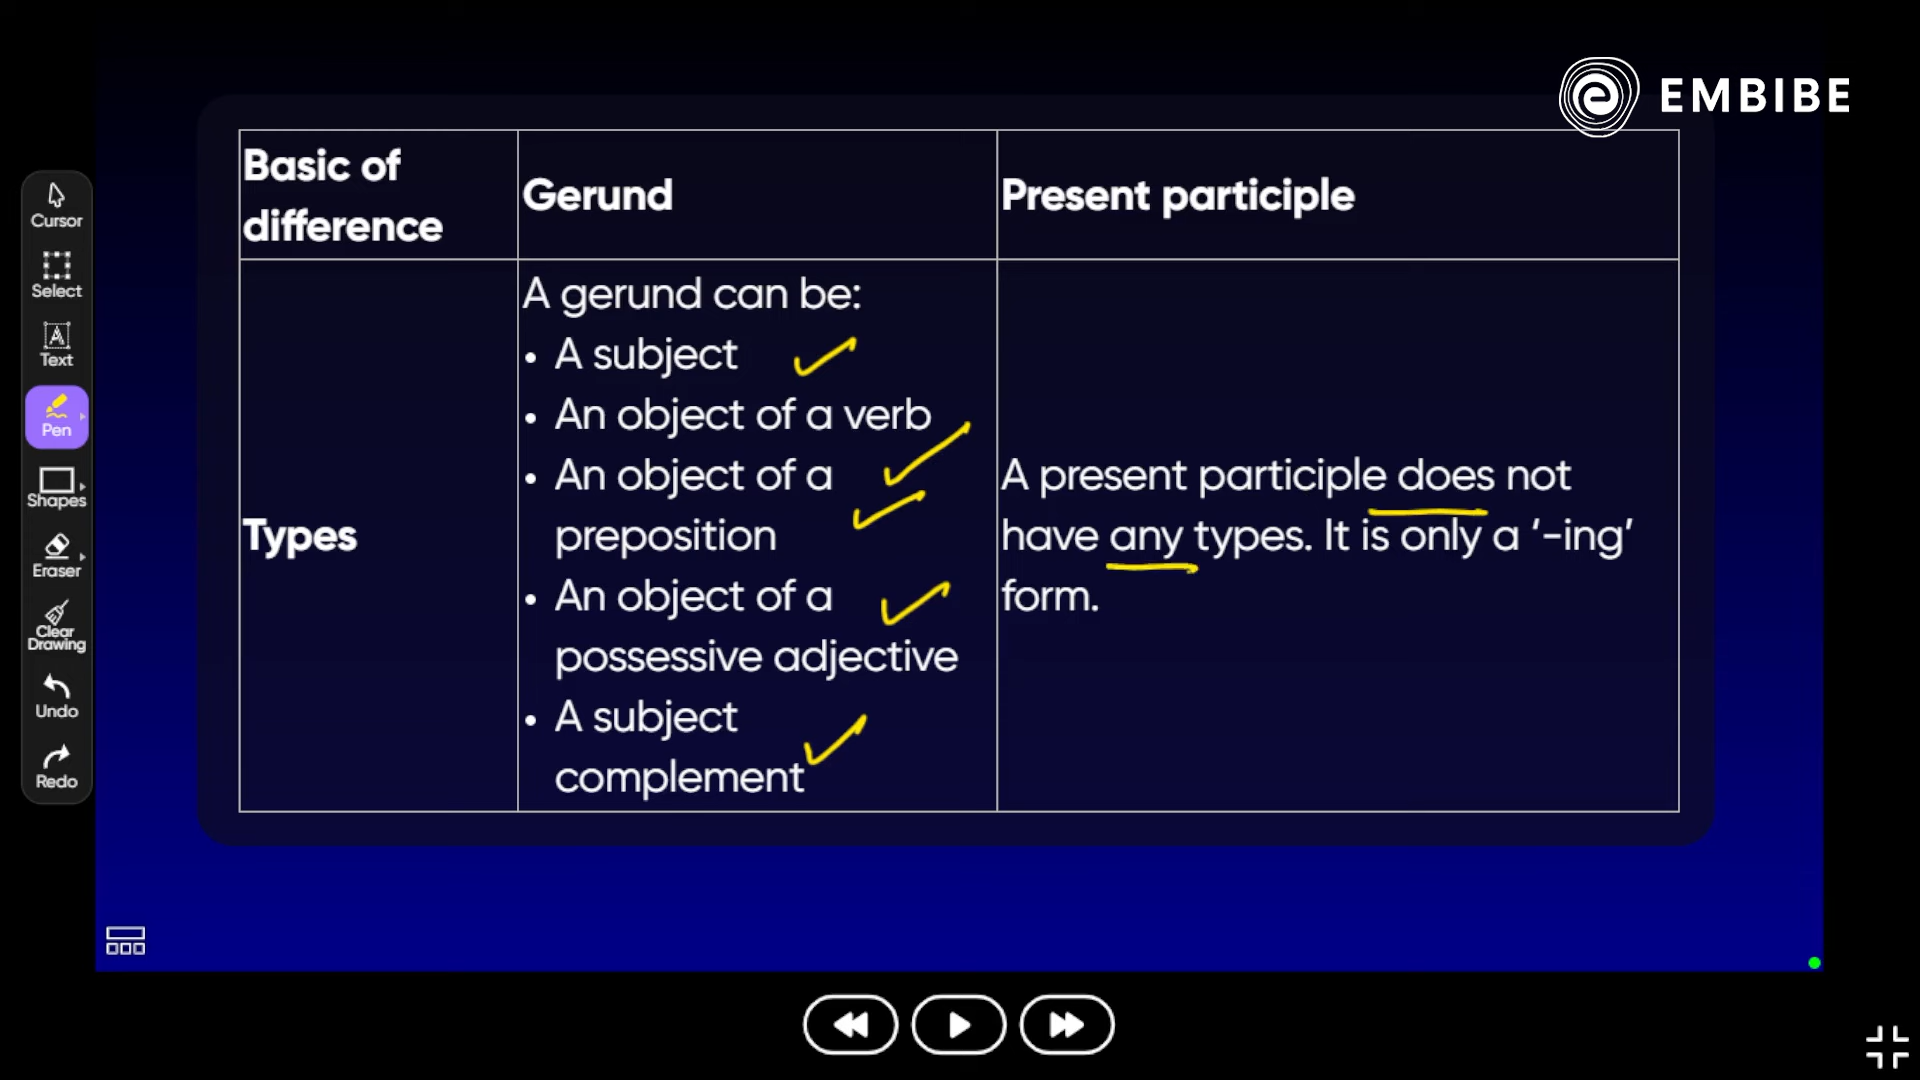 EMBIBE
Basic of
difference
Gerund
Present participle
Types
A gerund can be:
• A subject
• An object of a verb
• An object of a
preposition
• An object of a
possessive adjective
• A subject
complement
A present participle does not
have any types. It is only a ‘-ing’
form.
Cursor
Select
Text
Pen
Shapes
Eraser
Clear
Drawing
Undo
Redo